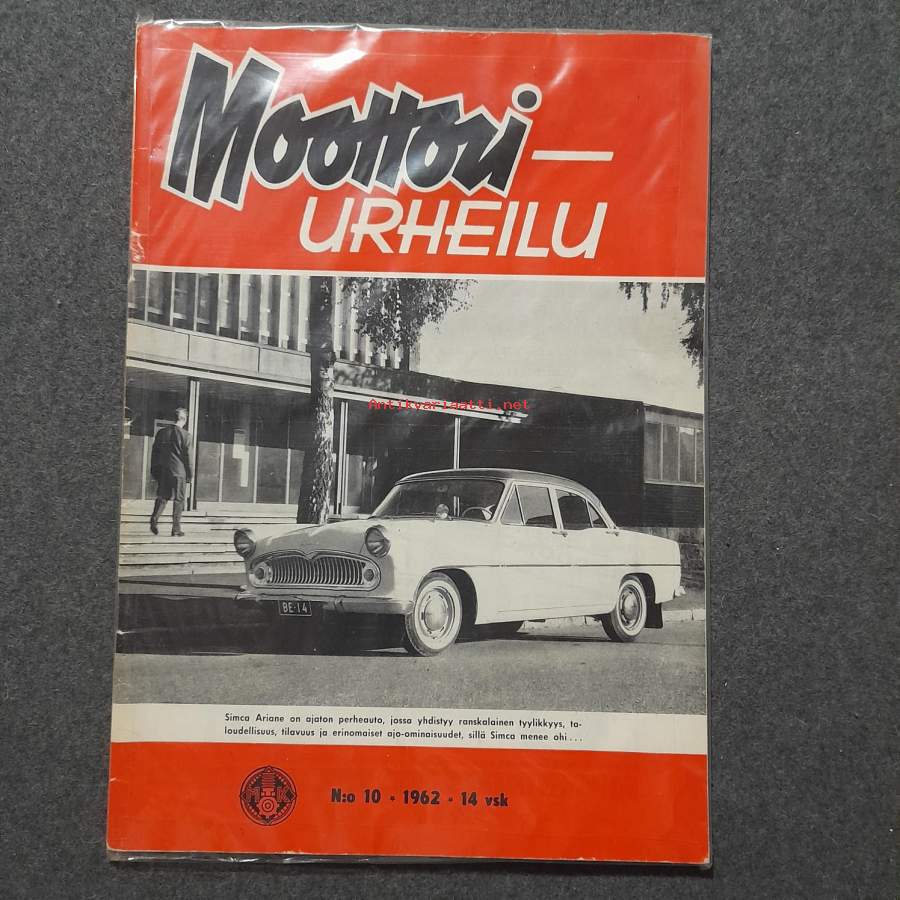 Moottori–
URHEILU
Antikvariaatti.net
BE-14
Simca Ariane on ajaton perheauto, jossa yhdistyy ranskalainen tyylikkyys, ta-
loudellisuus, tilavuus ja erinomaiset ajo-ominaisuudet, sillä Simca menee ohi...
N:o 10 • 1962 • 14 vsk